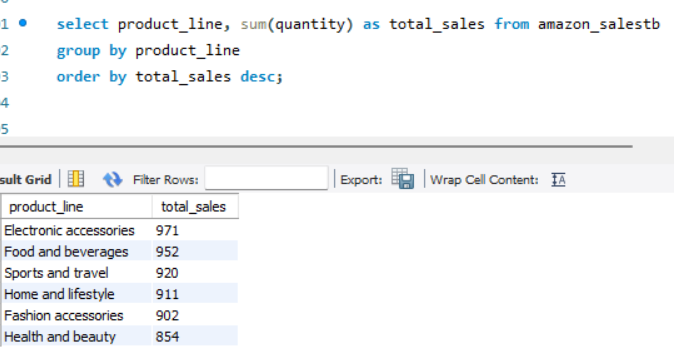 1 select product_line, sum(quantity) as total_sales from amazon_salestb
2 group by product_line
3 order by total_sales desc;
4
5
sult Grid Filter Rows: Export: Wrap Cell Content: IA
product_line total_sales
Electronic accessories 971
Food and beverages 952
Sports and travel 920
Home and lifestyle 911
Fashion accessories 902
Health and beauty 854